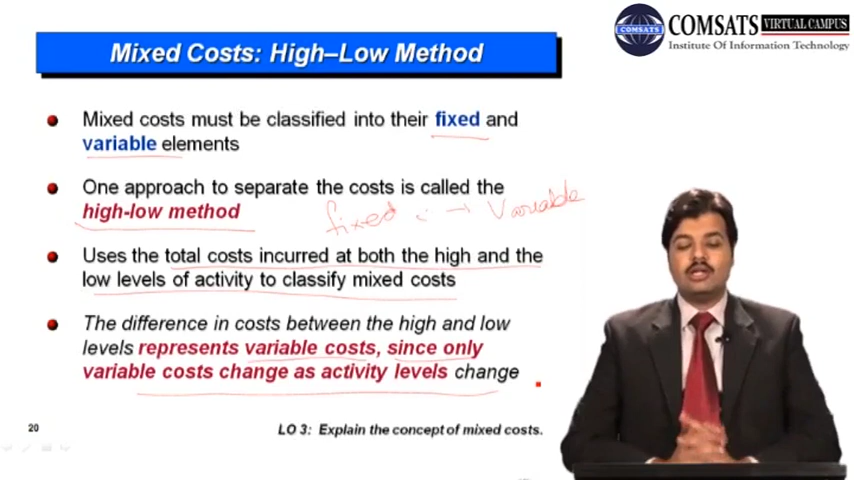 COMSATS VIRTUAL CAMPUS
COMSATS
Institute Of Information Technology
Mixed Costs: High–Low Method
Mixed costs must be classified into their fixed and
variable elements
One approach to separate the costs is called the
high-low method
fixed : → Variable
Uses the total costs incurred at both the high and the
low levels of activity to classify mixed costs
The difference in costs between the high and low
levels represents variable costs, since only
variable costs change as activity levels change
20
LO 3: Explain the concept of mixed costs.